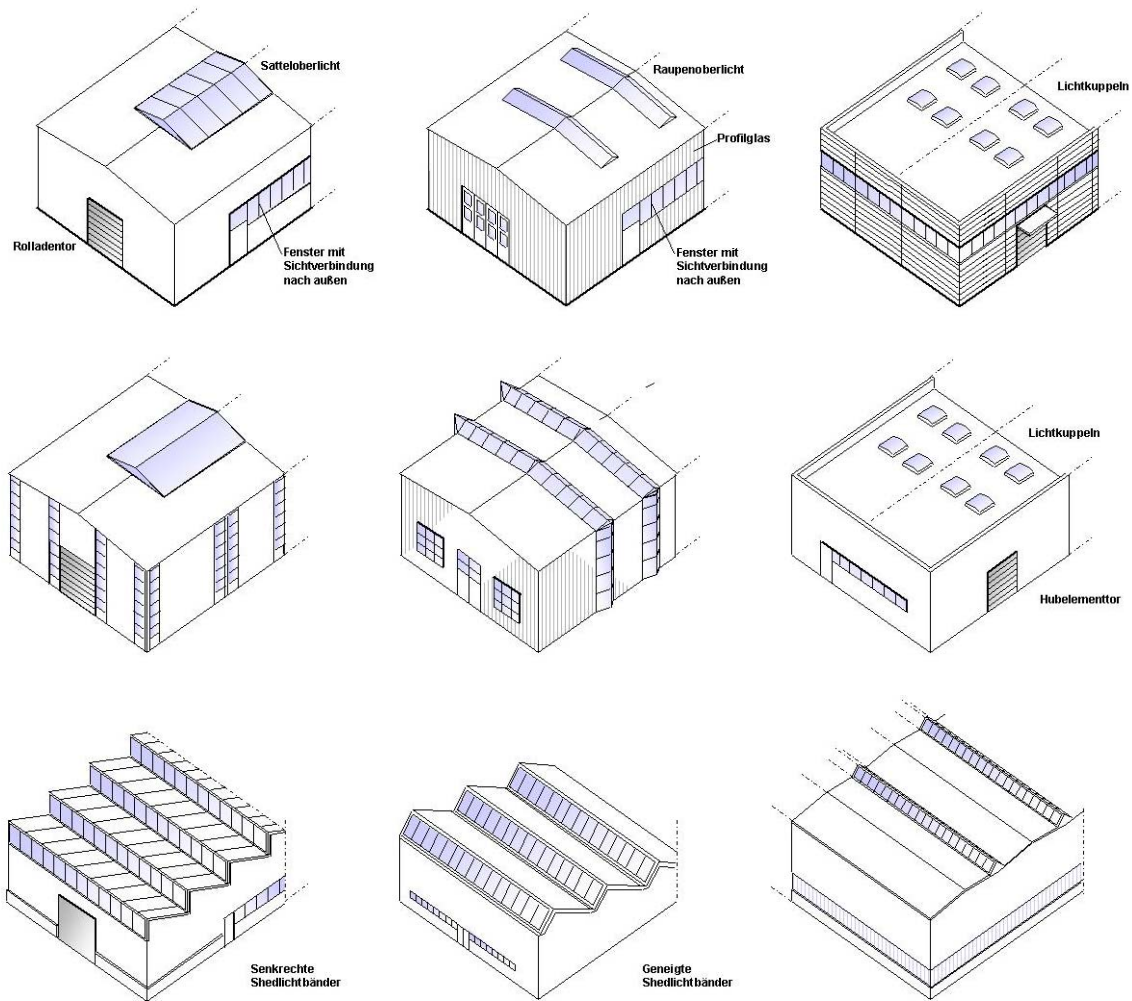 Satteloberlicht
Rolladentor
Fenster mit
Sichtverbindung
nach außen
Raupenoberlicht
Profilglas
Fenster mit
Sichtverbindung
nach außen
Lichtkuppeln
Lichtkuppeln
Hubelementtor
Senkrechte
Shedlichtbänder
Geneigte
Shedlichtbänder